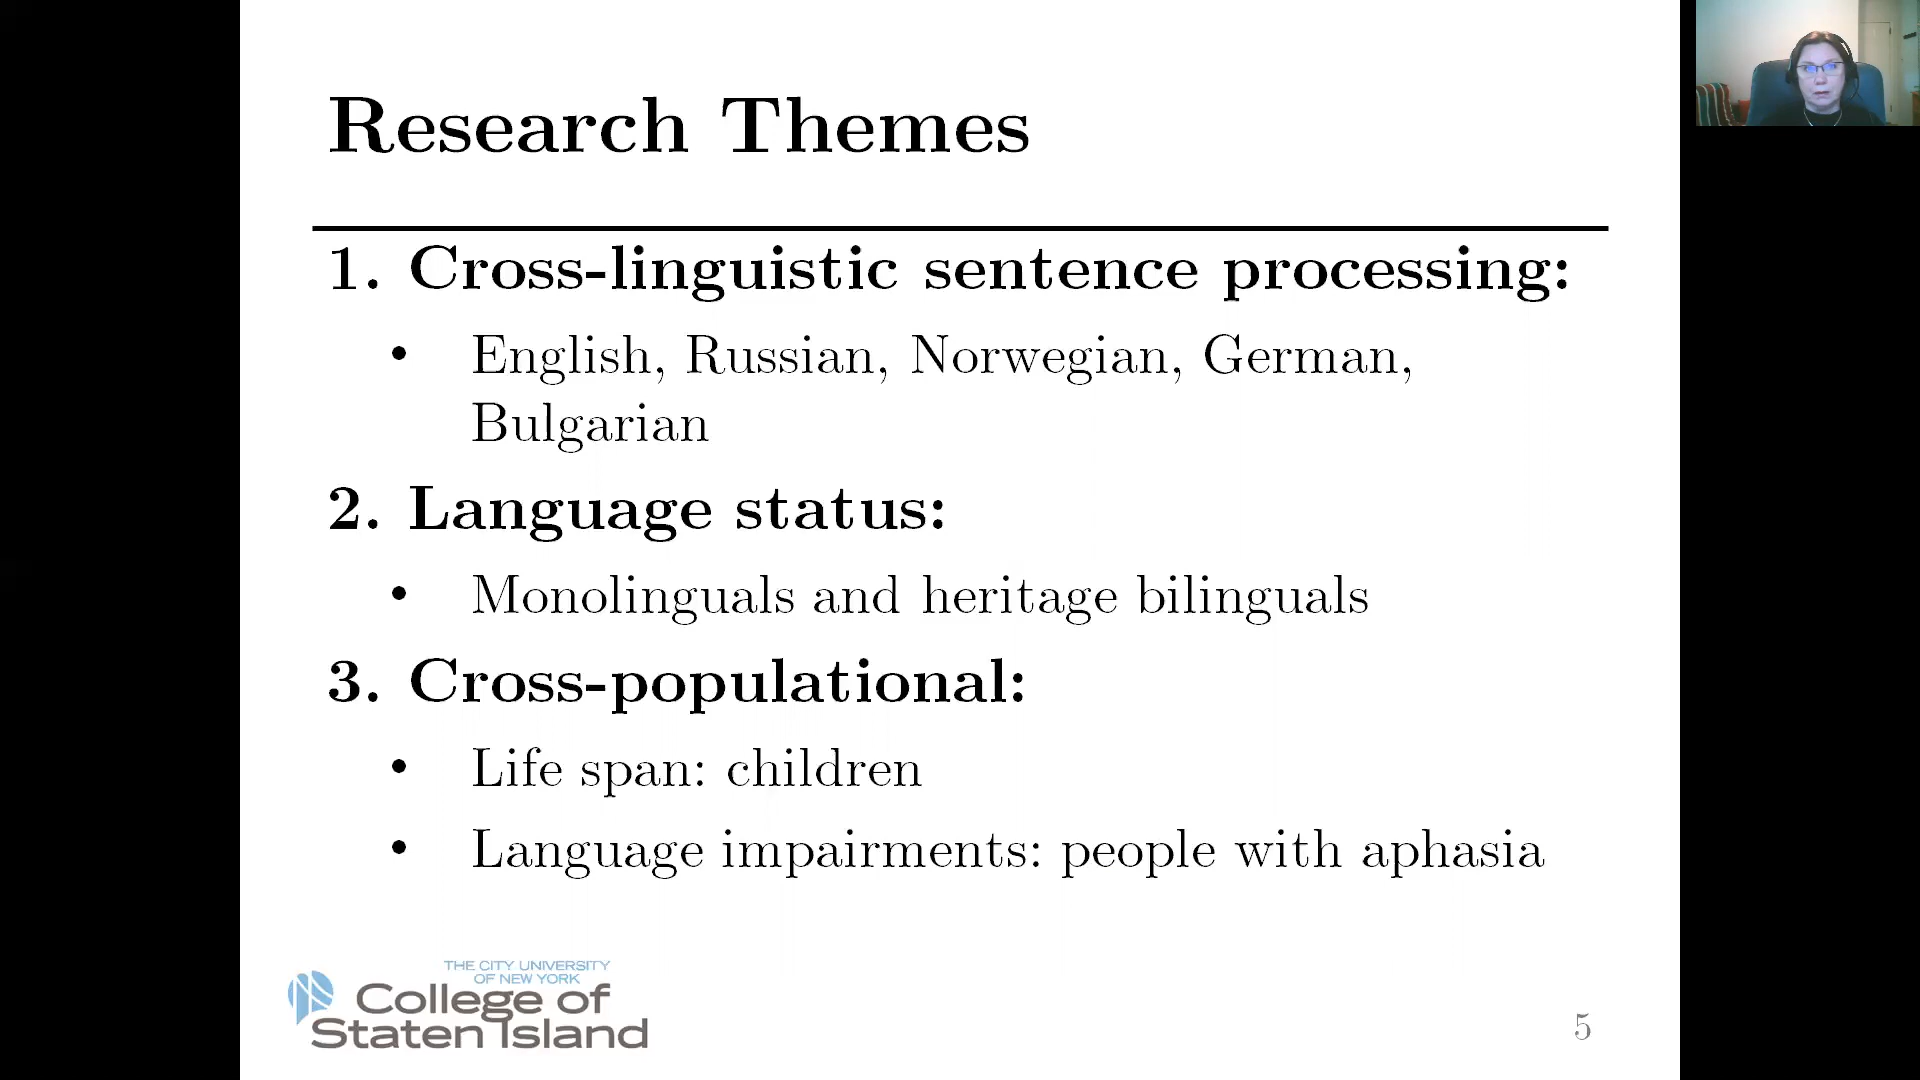 Research Themes
1. Cross-linguistic sentence processing:
• English, Russian, Norwegian, German,
Bulgarian
2. Language status:
• Monolinguals and heritage bilinguals
3. Cross-populational:
• Life span: children
• Language impairments: people with aphasia
THE CITY UNIVERSITY
OF NEW YORK
College of
Staten Island
5